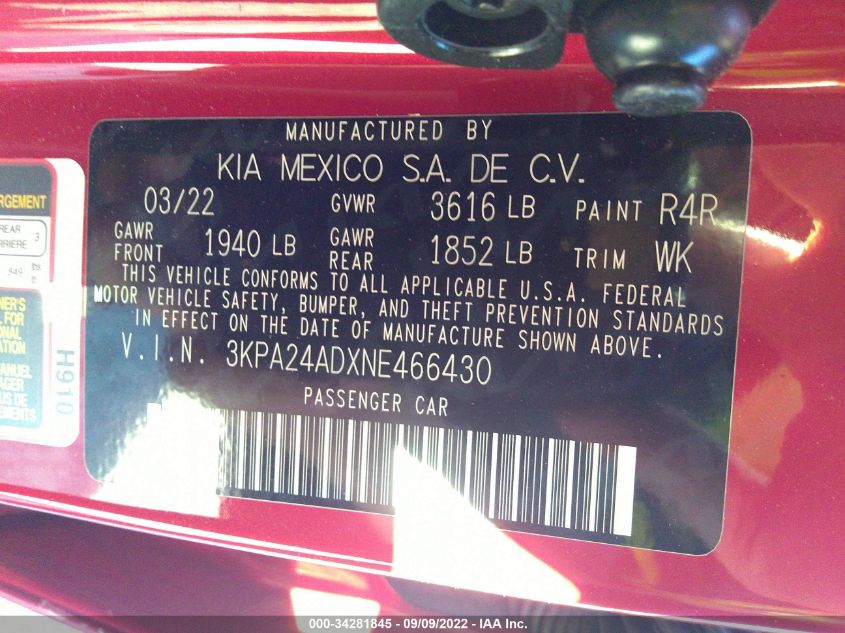 MANUFACTURED BY
KIA MEXICO S.A. DE C.V.
03/22 GVWR 3616 LB PAINT R4R
GAWR FRONT 1940 LB GAWR REAR 1852 LB TRIM WK
THIS VEHICLE CONFORMS TO ALL APPLICABLE U.S.A. FEDERAL
MOTOR VEHICLE SAFETY, BUMPER, AND THEFT PREVENTION STANDARDS
IN EFFECT ON THE DATE OF MANUFACTURE SHOWN ABOVE.
V.I.N. 3KPA24ADXNE466430
PASSENGER CAR
REAR 3
H910
000-34281845 - 09/09/2022 - IAA Inc.